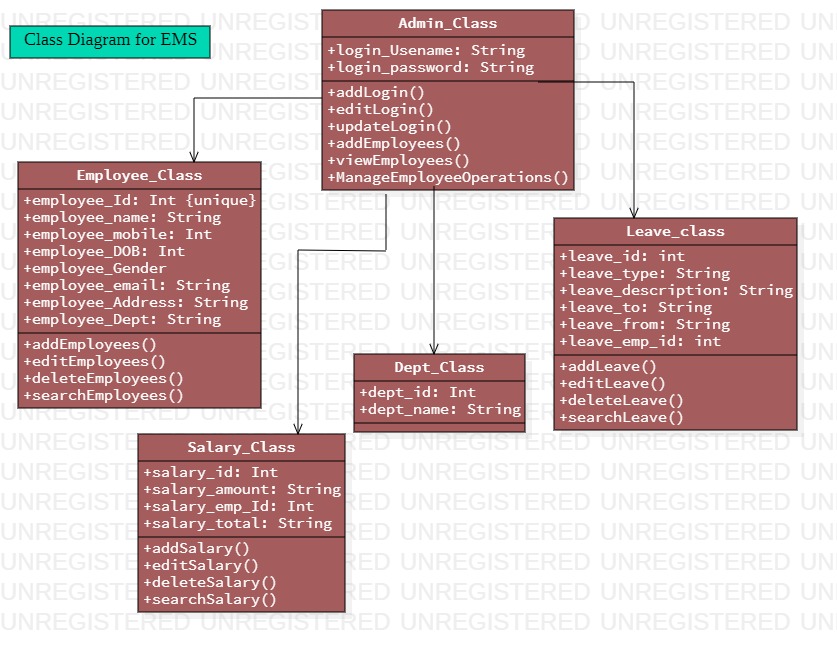 Class Diagram for EMS
Admin_Class
+login_Usename: String
+login_password: String
+addLogin()
+editLogin()
+updateLogin()
+addEmployees()
+viewEmployees()
+ManageEmployeeOperations()
Employee_Class
+employee_Id: Int {unique}
+employee_name: String
+employee_mobile: Int
+employee_DOB: Int
+employee_Gender
+employee_email: String
+employee_Address: String
+employee_Dept: String
+addEmployees()
+editEmployees()
+deleteEmployees()
+searchEmployees()
Leave_class
+leave_id: int
+leave_type: String
+leave_description: String
+leave_to: String
+leave_from: String
+leave_emp_id: int
+addLeave()
+editLeave()
+deleteLeave()
+searchLeave()
Dept_Class
+dept_id: Int
+dept_name: String
Salary_Class
+salary_id: Int
+salary_amount: String
+salary_emp_Id: Int
+salary_total: String
+addSalary()
+editSalary()
+deleteSalary()
+searchSalary()
UNREGISTERED